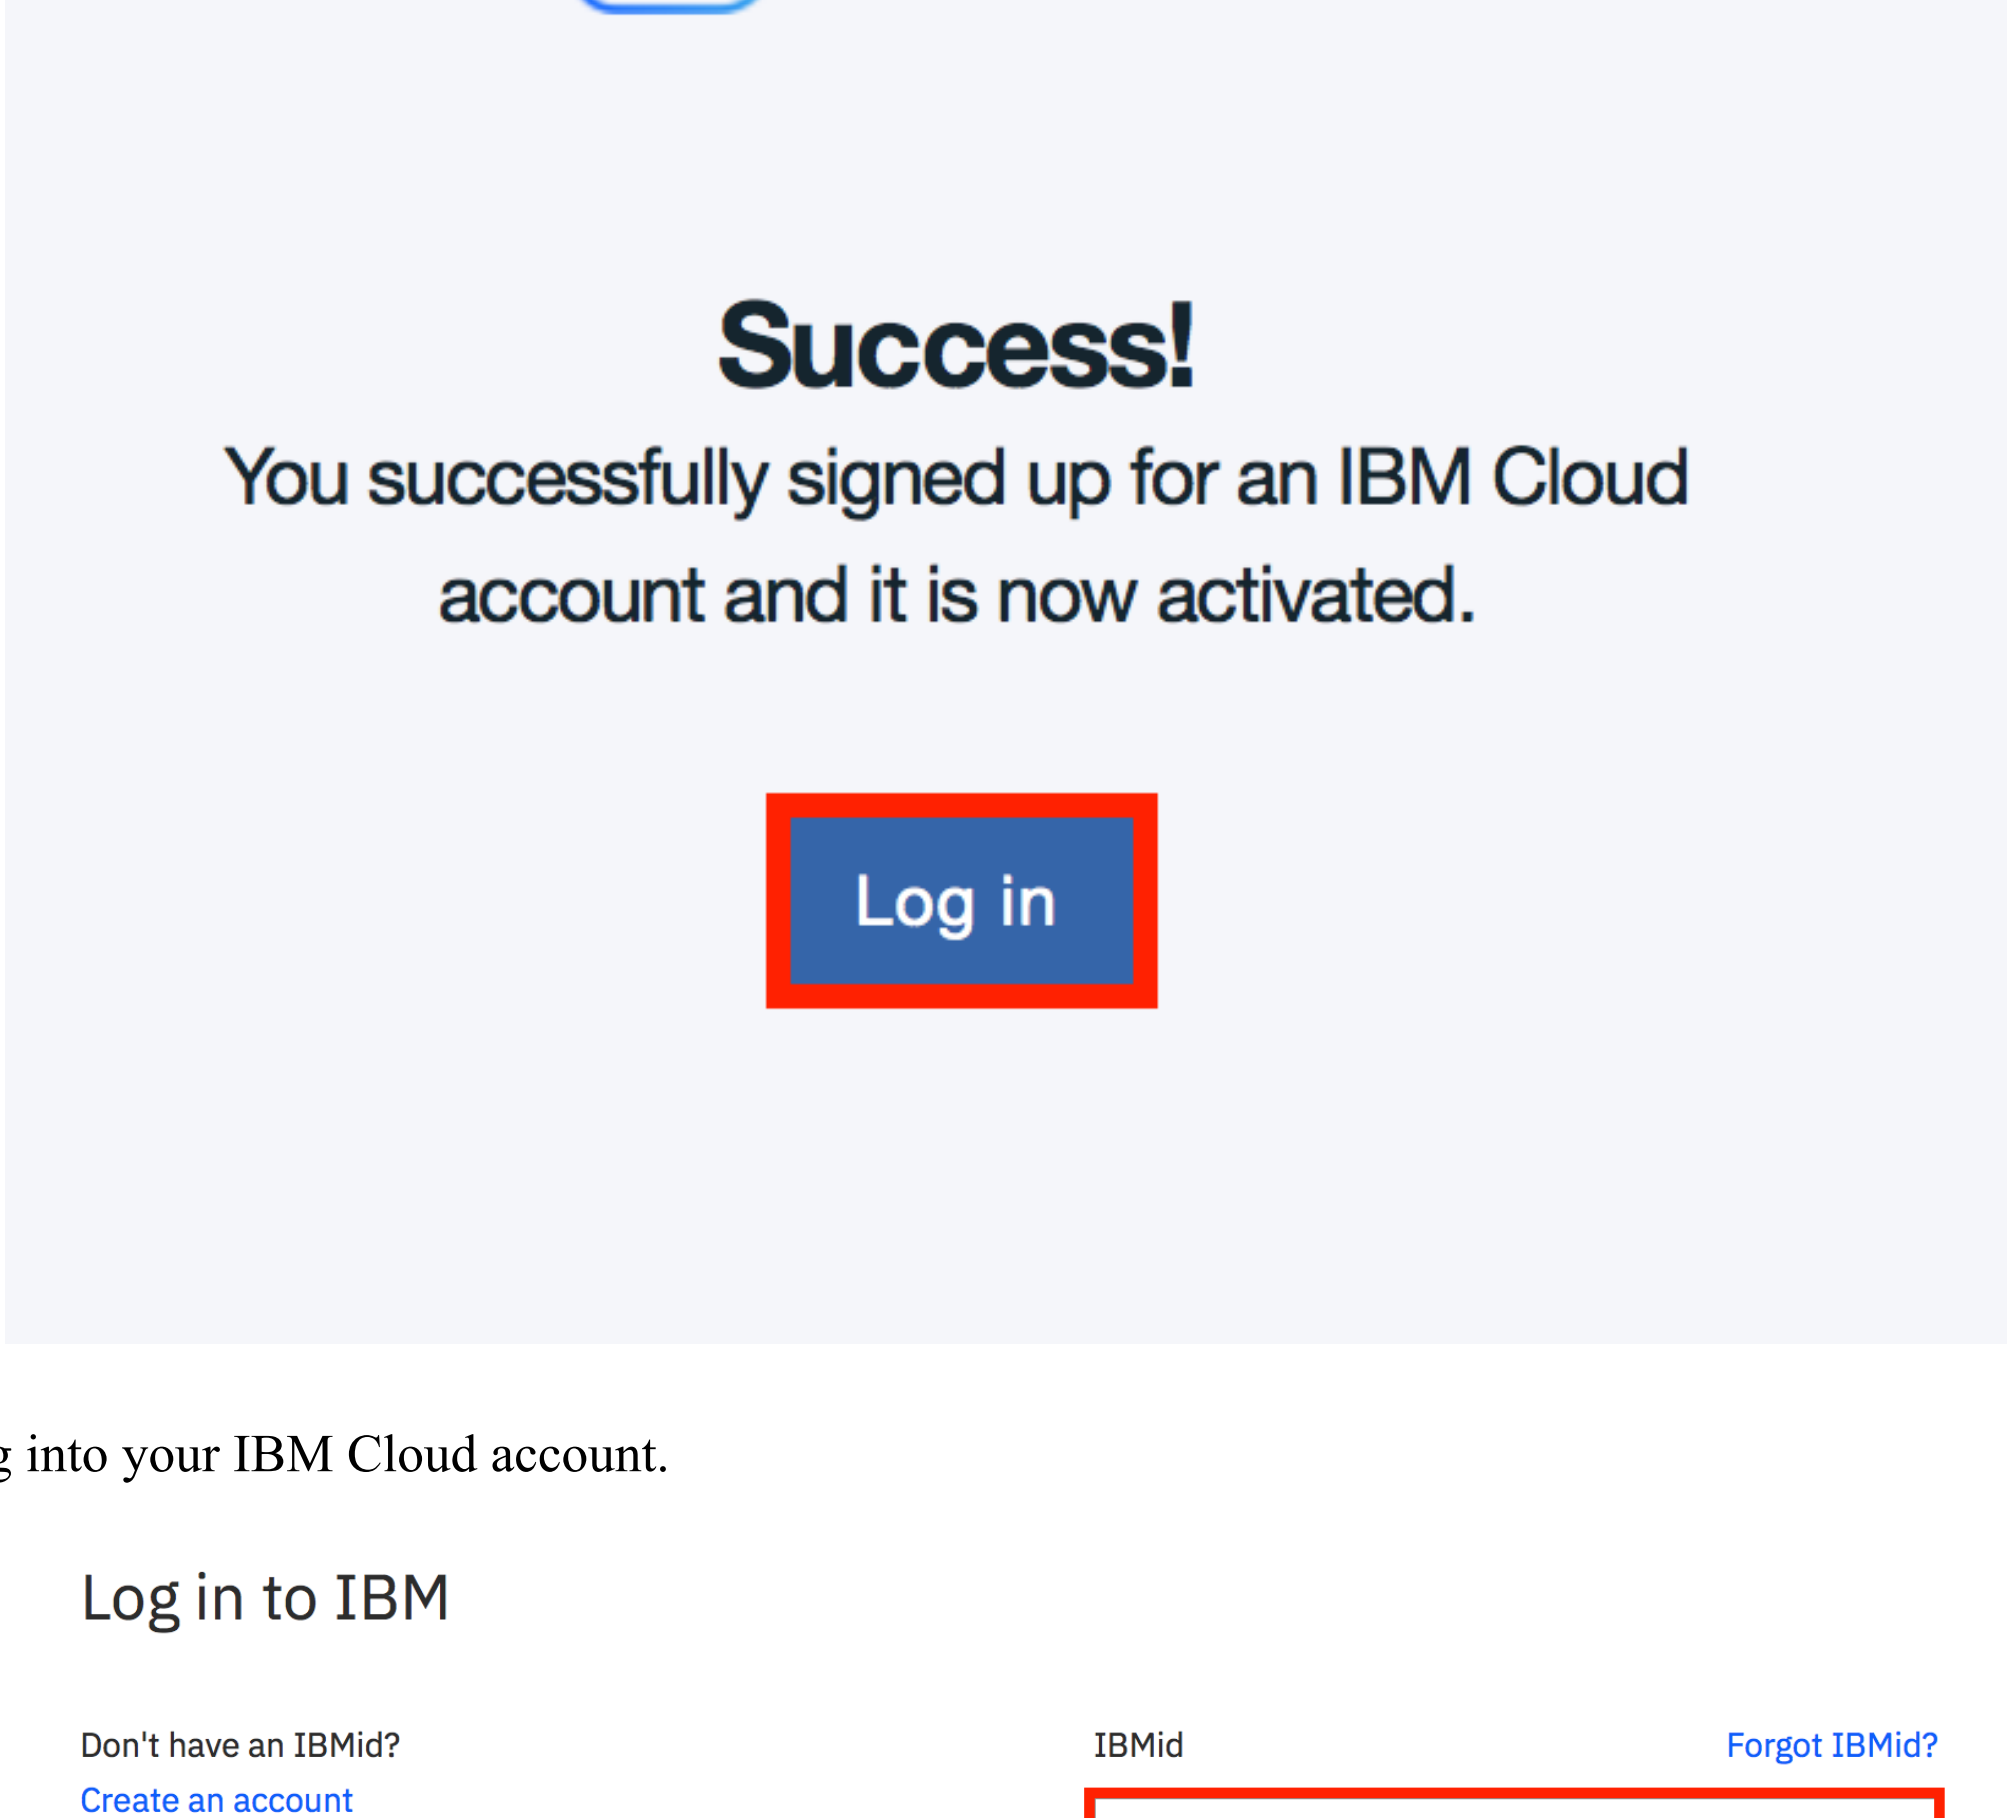 Success!
You successfully signed up for an IBM Cloud
account and it is now activated.
Log in
into your IBM Cloud account.
Log in to IBM
Don't have an IBMid?
Create an account
IBMid
Forgot IBMid?